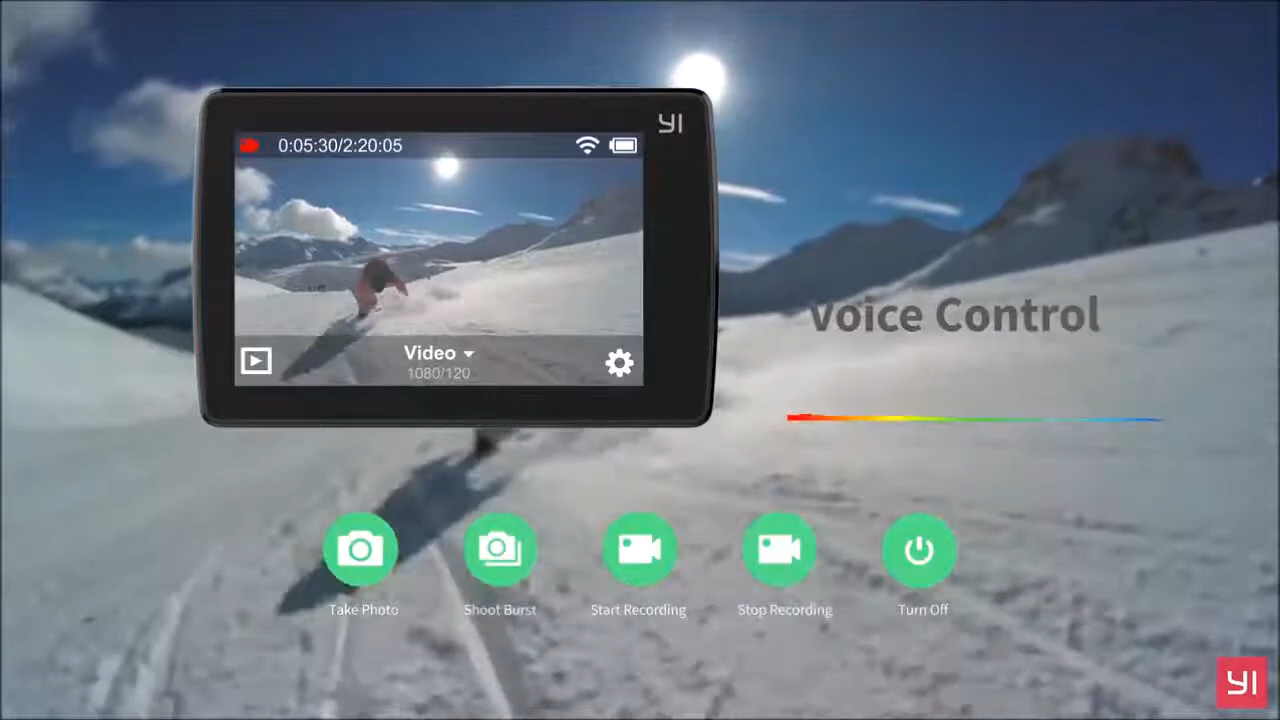 YI
0:05:30/2:20:05
Video
1080/120
Voice Control
Take Photo
Shoot Burst
Start Recording
Stop Recording
Turn Off
YI